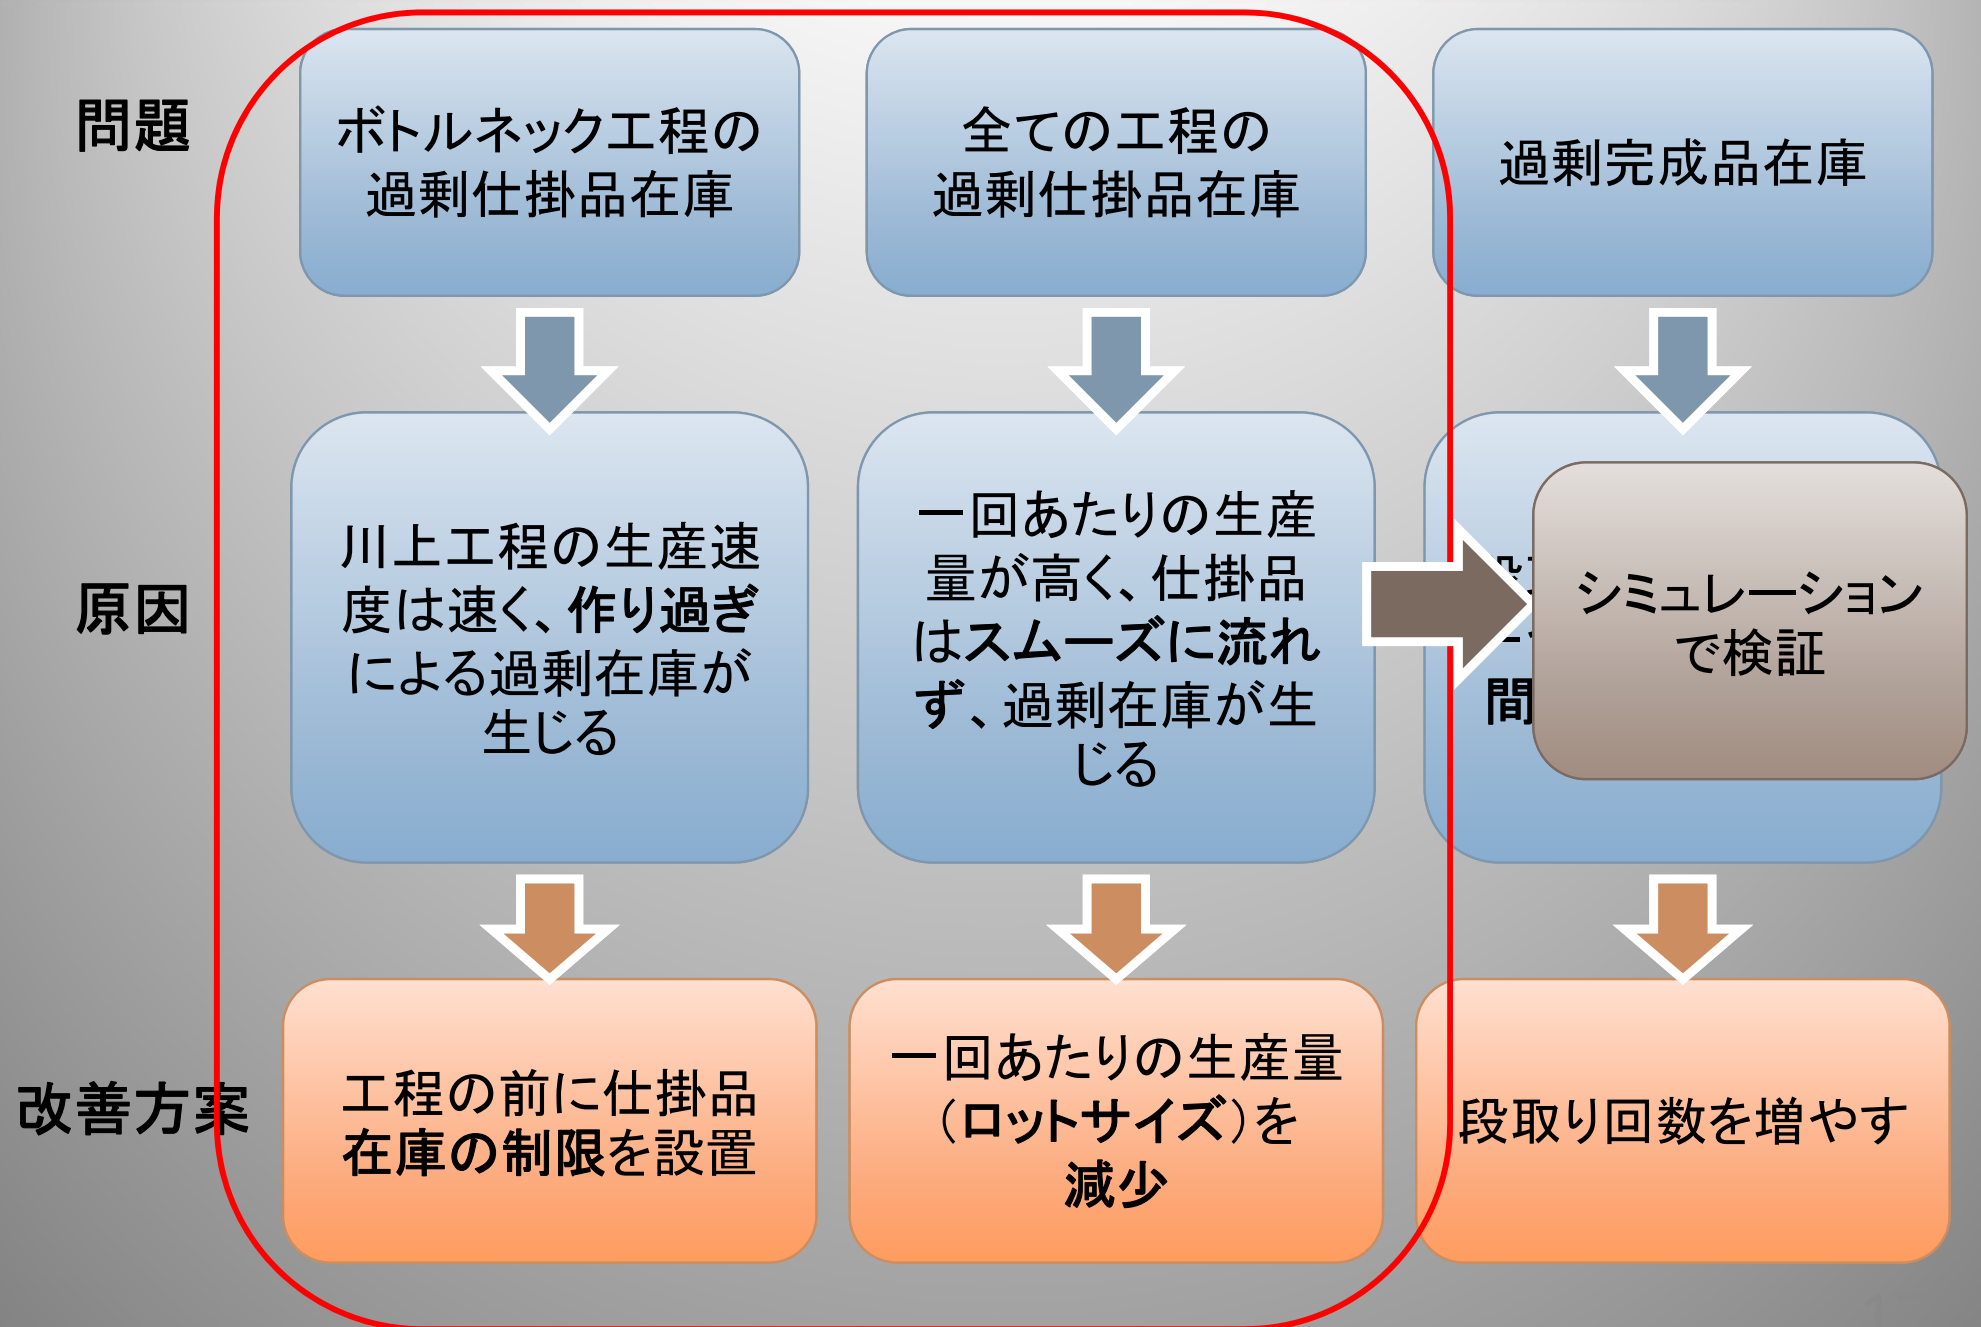 問題
ボトルネック工程の
過剰仕掛品在庫
全ての工程の
過剰仕掛品在庫
過剰完成品在庫
原因
川上工程の生産速
度は速く、作り過ぎ
による過剰在庫が
生じる
一回あたりの生産
量が高く、仕掛品
はスムーズに流れ
ず、過剰在庫が生
じる
間
シミュレーション
で検証
改善方案
工程の前に仕掛品
在庫の制限を設置
一回あたりの生産量
（ロットサイズ）を
減少
段取り回数を増やす